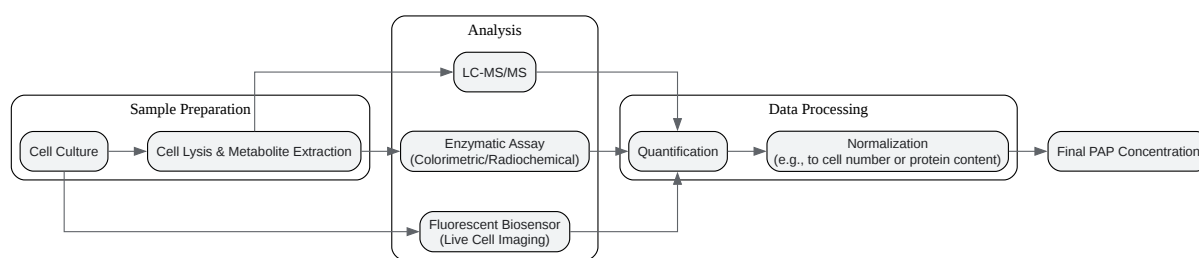 Analysis
LC-MS/MS
Sample Preparation
Data Processing
Cell Culture
Cell Lysis & Metabolite Extraction
Enzymatic Assay
(Colorimetric/Radiochemical)
Quantification
Normalization
(e.g., to cell number or protein content)
Final PAP Concentration
Fluorescent Biosensor
(Live Cell Imaging)